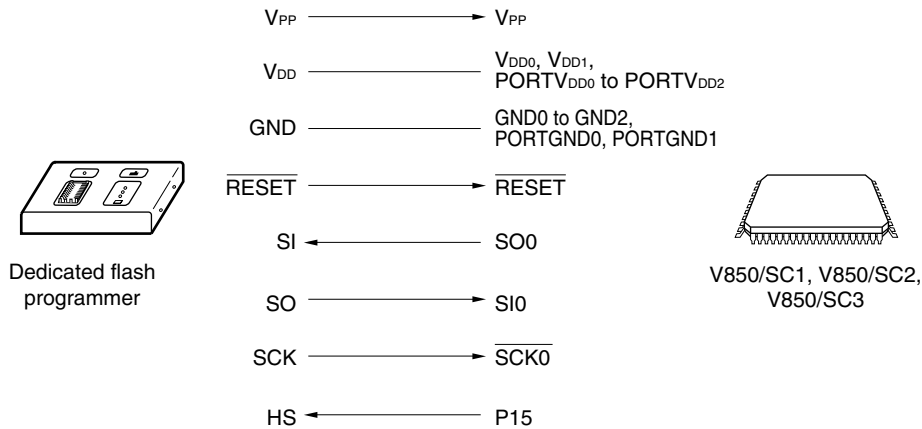 VPP VPP
VDD VDD0, VDD1,
PORTVDD0 to PORTVDD2
GND GND0 to GND2,
PORTGND0, PORTGND1
RESET RESET
SI SO0
Dedicated flash
programmer
V850/SC1, V850/SC2,
V850/SC3
SO SI0
SCK SCK0
HS P15